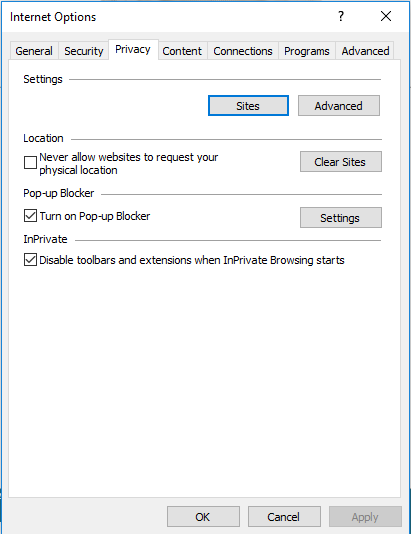 Internet Options
?
General Security Privacy Content Connections Programs Advanced
Settings
Sites Advanced
Location
Never allow websites to request your
physical location
Clear Sites
Pop-up Blocker
Turn on Pop-up Blocker
Settings
InPrivate
Disable toolbars and extensions when InPrivate Browsing starts
OK Cancel Apply